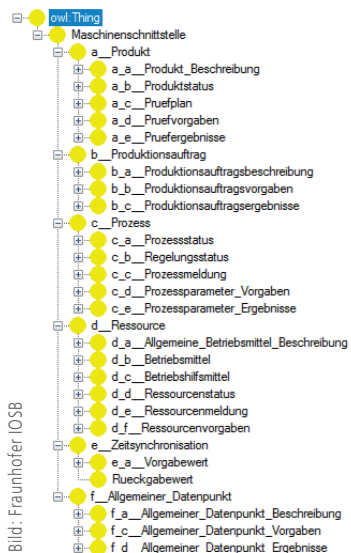 owl:Thing
Maschinenschnittstelle
a__Produkt
a_a__Produkt_Beschreibung
a_b__Produktstatus
a_c__Pruefplan
a_d__Pruefvorgaben
a_e__Pruefergebnisse
b__Produktionsauftrag
b_a__Produktionsauftragsbeschreibung
b_b__Produktionsauftragsvorgaben
b_c__Produktionsauftragsergebnisse
c__Prozess
c_a__Prozessstatus
c_b__Regelungsstatus
c_c__Prozessmeldung
c_d__Prozessparameter_Vorgaben
c_e__Prozessparameter_Ergebnisse
d__Ressource
d_a__Allgemeine_Betriebsmittel_Beschreibung
d_b__Betriebsmittel
d_c__Betriebshilfsmittel
d_d__Ressourcenstatus
d_e__Ressourcenmeldung
d_f__Ressourcenvorgaben
e__Zeitsynchronisation
e_a__Vorgabewert
Rueckgabewert
f__Allgemeiner_Datenpunkt
f_a__Allgemeiner_Datenpunkt_Beschreibung
f_c__Allgemeiner_Datenpunkt_Vorgaben
f_d__Allgemeiner_Datenpunkt_Ergebnisse
Bild: Fraunhofer IOSB